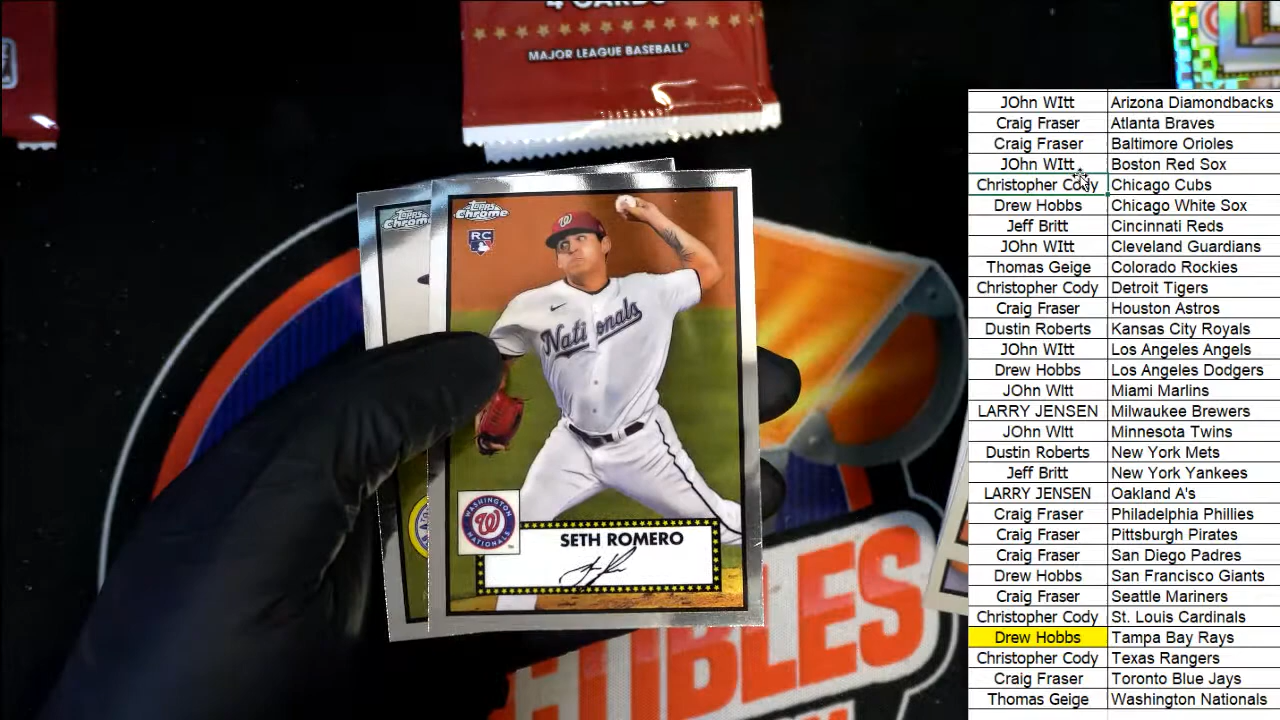 4 CARDS
MAJOR LEAGUE BASEBALL®
Topps
Chrome
Topps
Chrome
RC
W
Nationals
WASHINGTON
W
NATIONALS
SETH ROMERO
TIBLES
JOhn WItt Arizona Diamondbacks
Craig Fraser Atlanta Braves
Craig Fraser Baltimore Orioles
JOhn WItt Boston Red Sox
Christopher Cody Chicago Cubs
Drew Hobbs Chicago White Sox
Jeff Britt Cincinnati Reds
JOhn WItt Cleveland Guardians
Thomas Geige Colorado Rockies
Christopher Cody Detroit Tigers
Craig Fraser Houston Astros
Dustin Roberts Kansas City Royals
JOhn WItt Los Angeles Angels
Drew Hobbs Los Angeles Dodgers
JOhn WItt Miami Marlins
LARRY JENSEN Milwaukee Brewers
JOhn WItt Minnesota Twins
Dustin Roberts New York Mets
Jeff Britt New York Yankees
LARRY JENSEN Oakland A's
Craig Fraser Philadelphia Phillies
Craig Fraser Pittsburgh Pirates
Craig Fraser San Diego Padres
Drew Hobbs San Francisco Giants
Craig Fraser Seattle Mariners
Christopher Cody St. Louis Cardinals
Drew Hobbs Tampa Bay Rays
Christopher Cody Texas Rangers
Craig Fraser Toronto Blue Jays
Thomas Geige Washington Nationals